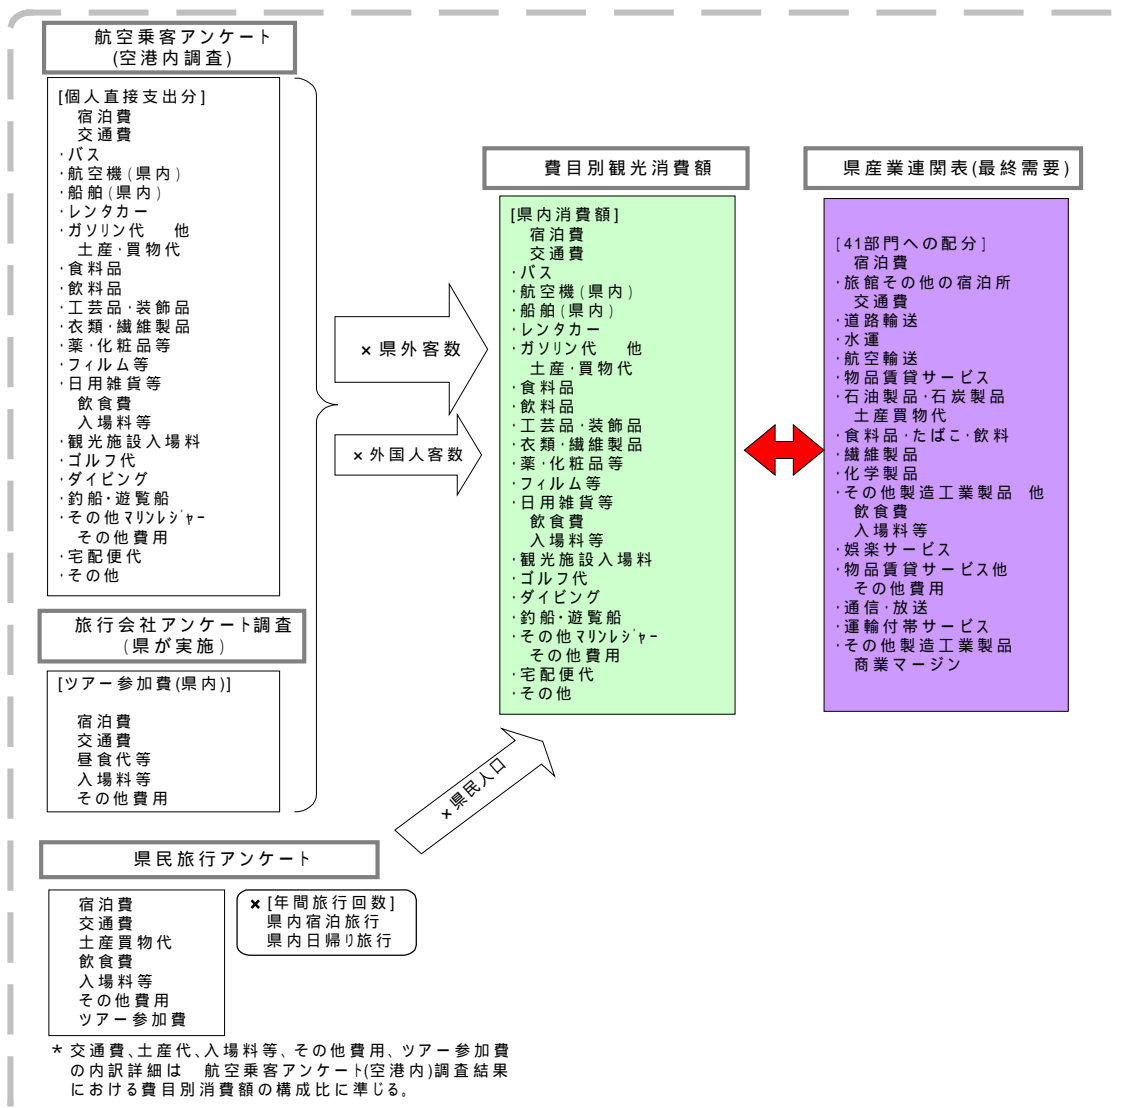 航空乗客アンケート
(空港内調査)
[個人直接支出分]
宿泊費
交通費
・バス
・航空機(県内)
・船舶(県内)
・レンタカー
・ガソリン代　他
土産・買物代
・食料品
・飲料品
・工芸品・装飾品
・衣類・繊維製品
・薬・化粧品等
・フィルム等
・日用雑貨等
飲食費
入場料等
・観光施設入場料
・ゴルフ代
・ダイビング
・釣船・遊覧船
・その他ﾏﾘﾝﾚｼﾞｬｰ
その他費用
・宅配便代
・その他
旅行会社アンケート調査
(県が実施)
[ツアー参加費(県内)]
宿泊費
交通費
昼食代等
入場料等
その他費用
県民旅行アンケート
宿泊費
交通費
土産買物代
飲食費
入場料等
その他費用
ツアー参加費
×[年間旅行回数]
県内宿泊旅行
県内日帰り旅行
＊交通費、土産代、入場料等、その他費用、ツアー参加費
の内訳詳細は　航空乗客アンケート(空港内)調査結果
における費目別消費額の構成比に準じる。
×県外客数
×外国人客数
×県民人口
費目別観光消費額
[県内消費額]
宿泊費
交通費
・バス
・航空機(県内)
・船舶(県内)
・レンタカー
・ガソリン代　他
土産・買物代
・食料品
・飲料品
・工芸品・装飾品
・衣類・繊維製品
・薬・化粧品等
・フィルム等
・日用雑貨等
飲食費
入場料等
・観光施設入場料
・ゴルフ代
・ダイビング
・釣船・遊覧船
・その他ﾏﾘﾝﾚｼﾞｬｰ
その他費用
・宅配便代
・その他
県産業連関表(最終需要)
[41部門への配分]
宿泊費
・旅館その他の宿泊所
交通費
・道路輸送
・水運
・航空輸送
・物品賃貸サービス
・石油製品・石炭製品
土産買物代
・食料品・たばこ・飲料
・繊維製品
・化学製品
・その他製造工業製品　他
飲食費
入場料等
・娯楽サービス
・物品賃貸サービス他
その他費用
・通信・放送
・運輸付帯サービス
・その他製造工業製品
商業マージン